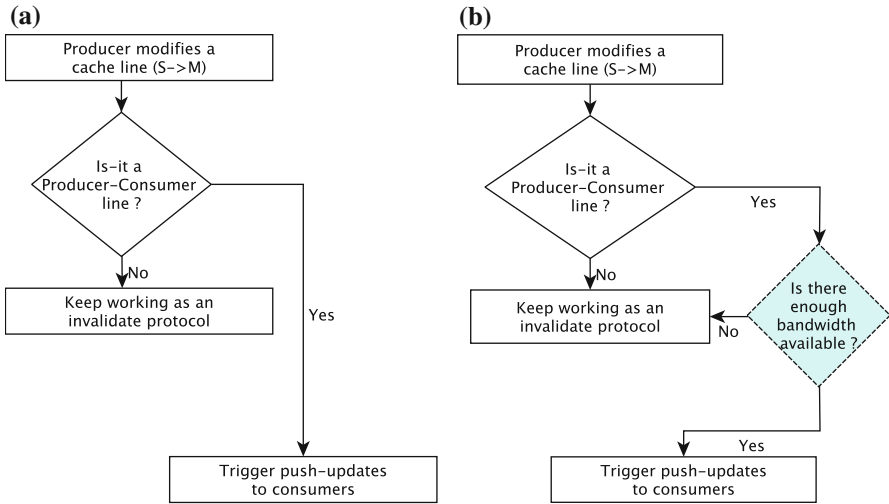 (a)
Producer modifies a
cache line (S->M)
Is-it a
Producer-Consumer
line ?
No
Keep working as an
invalidate protocol
Yes
Trigger push-updates
to consumers
(b)
Producer modifies a
cache line (S->M)
Is-it a
Producer-Consumer
line ?
Yes
No
Keep working as an
invalidate protocol
Is there
enough
bandwidth
available ?
No
Yes
Trigger push-updates
to consumers